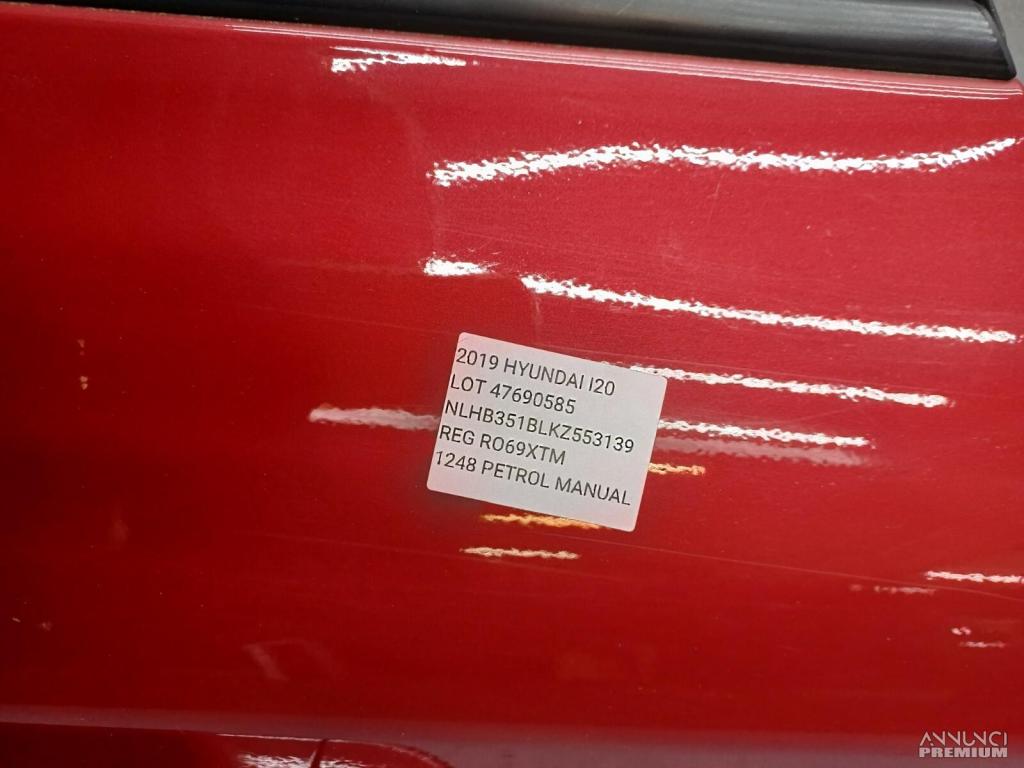 2019 HYUNDAI I20
LOT 47690585
NLHB351BLKZ553139
REG RO69XTM
1248 PETROL MANUAL
ANNUNCI
PREMIUM